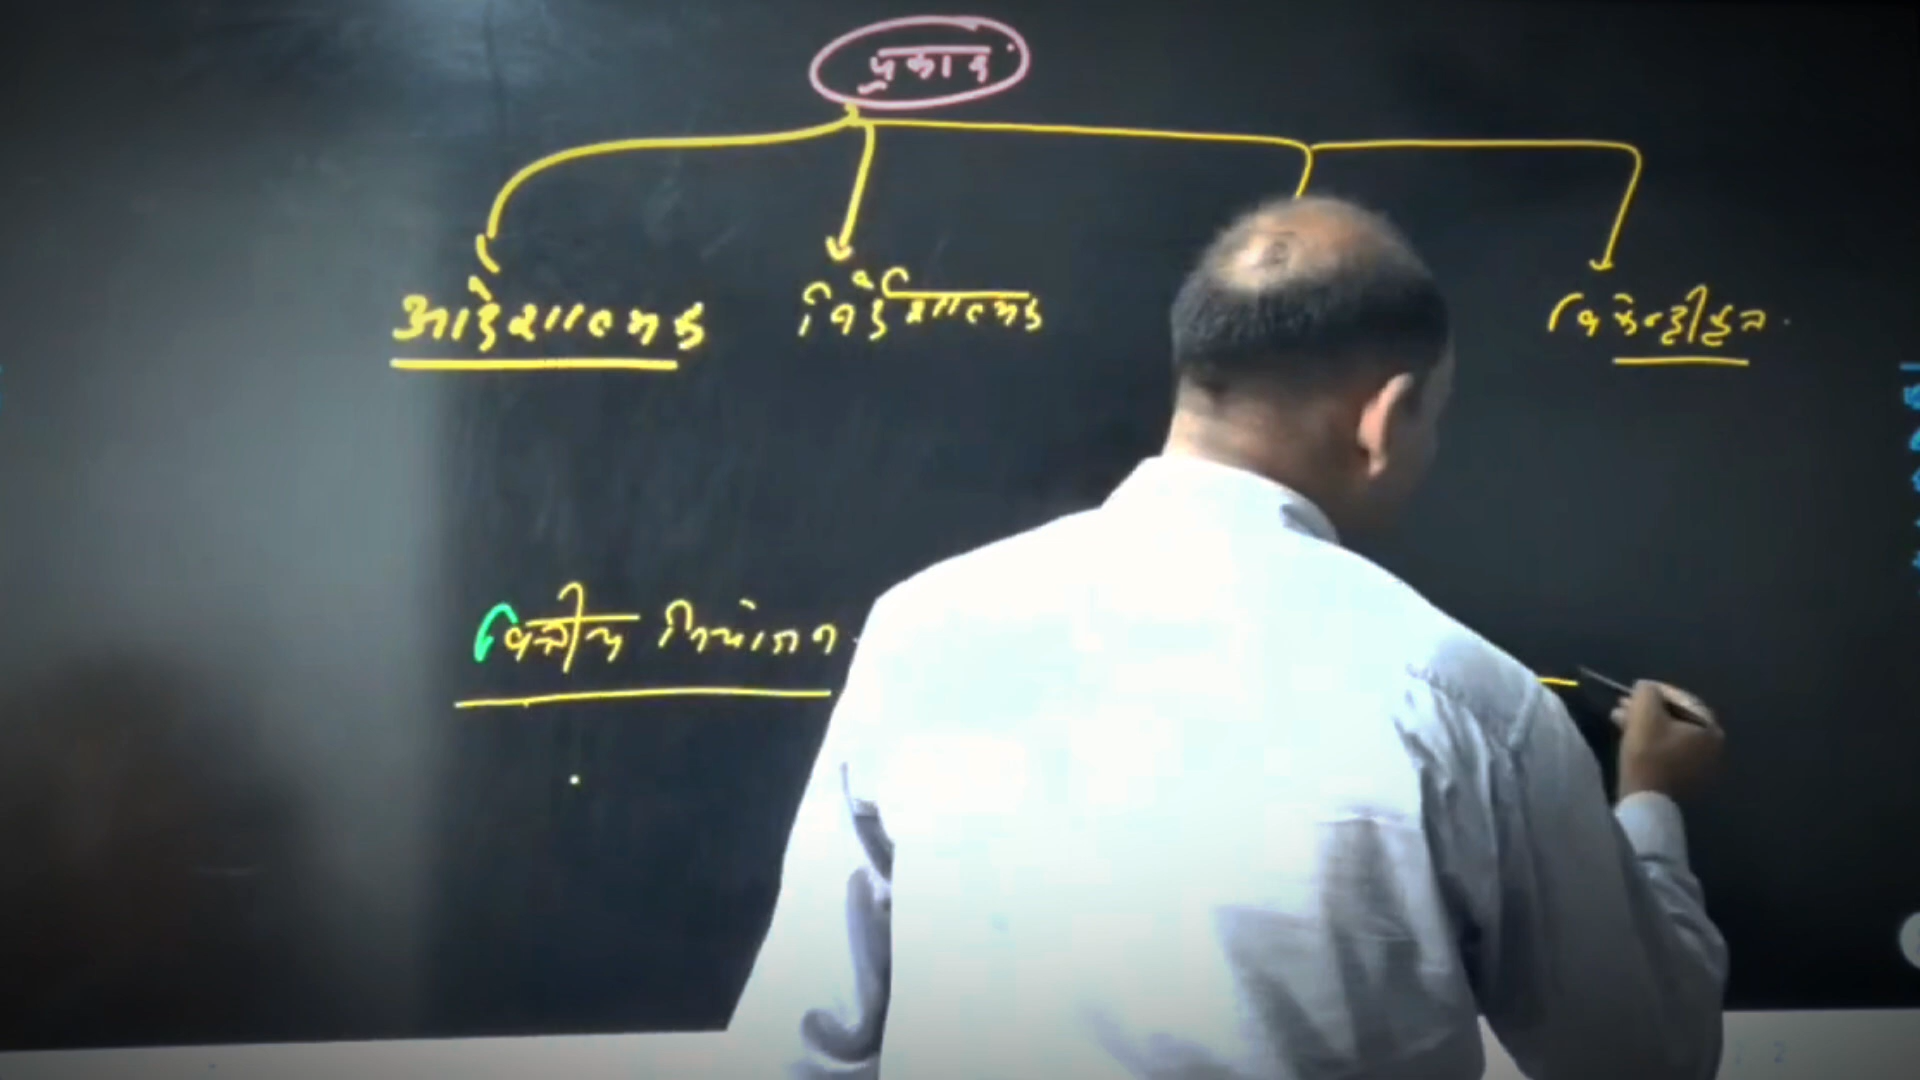 प्रकार
आदेशात्मक निर्देशात्मक विकेन्द्रीकृत
वित्तीय नियोजन